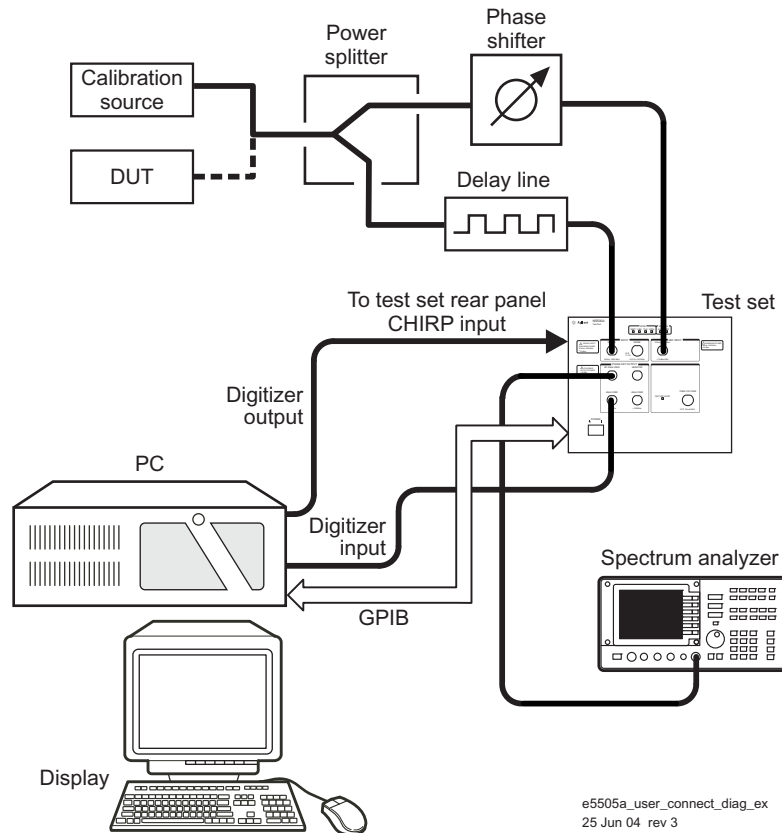 Phase
shifter
Power
splitter
Calibration
source
DUT
Delay line
To test set rear panel
CHIRP input
Test set
Digitizer
output
PC
Digitizer
input
Spectrum analyzer
GPIB
Display
e5505a_user_connect_diag_ex
25 Jun 04 rev 3